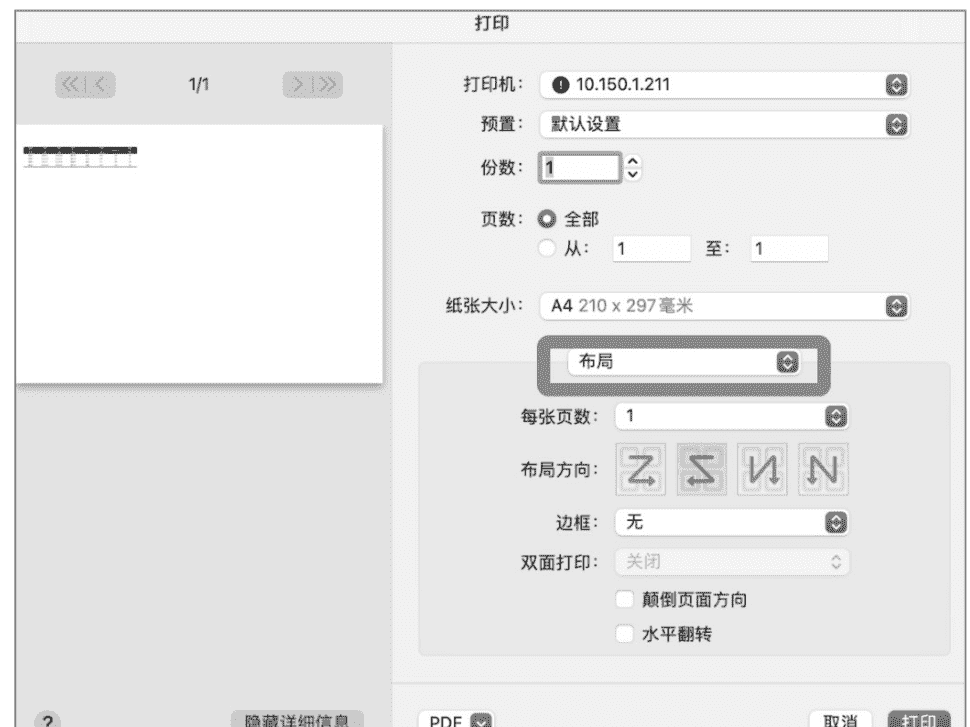 打印
1/1
打印机： 10.150.1.211
预置： 默认设置
份数： 1
页数： 全部
从： 1 至： 1
纸张大小： A4 210 x 297毫米
布局
每张页数： 1
布局方向：
边框： 无
双面打印： 关闭
颠倒页面方向
水平翻转
? 隐藏详细信息 PDF 取消 打印